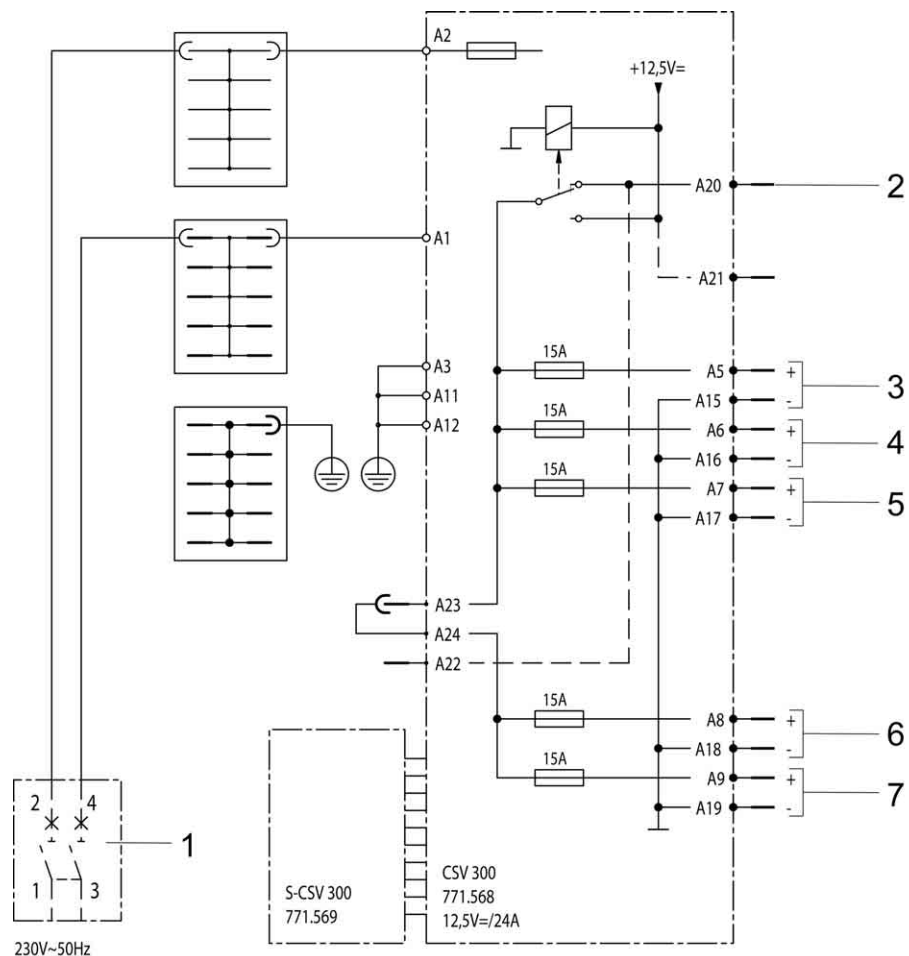 A2
+12,5V=
A20
2
A1
A21
15A
A3
A5
+
3
A11
A15
-
15A
A12
A6
+
4
A16
-
15A
A7
+
5
A17
-
A23
A24
A22
15A
A8
+
6
A18
-
15A
A9
+
7
A19
-
2 4
1
1 3
S-CSV 300
771.569
CSV 300
771.568
12,5V=/24A
230V~50Hz